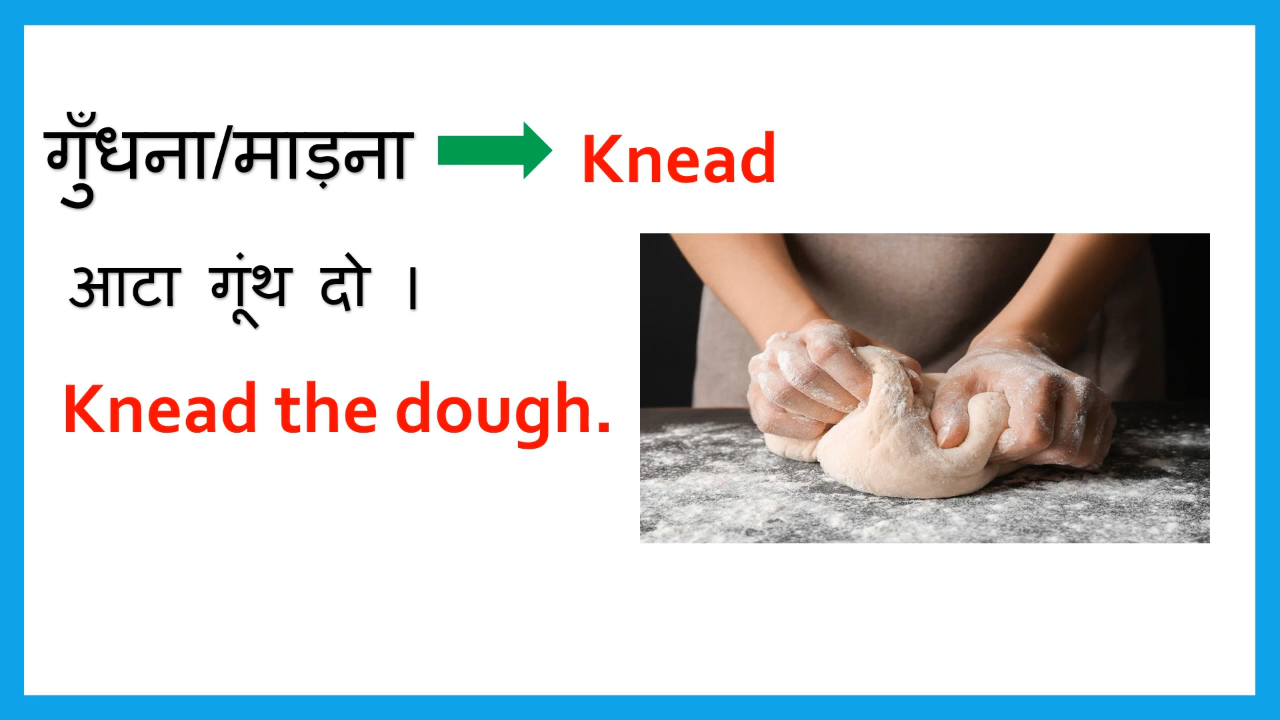 गुँधना/माड़ना Knead
आटा गूंथ दो ।
Knead the dough.